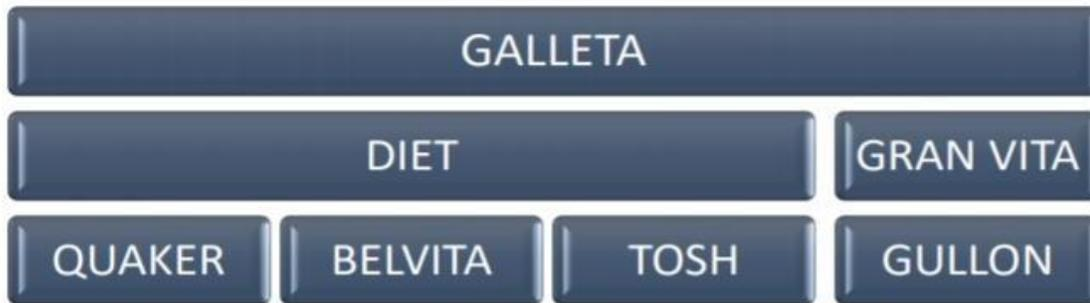 GALLETA
DIET GRAN VITA
QUAKER BELVITA TOSH GULLON